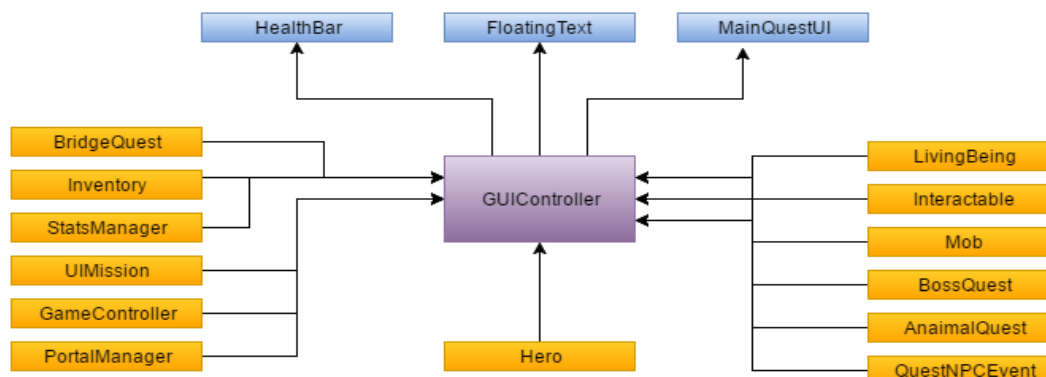 HealthBar
FloatingText
MainQuestUI
BridgeQuest
Inventory
StatsManager
UIMission
GameController
PortalManager
GUIController
Hero
LivingBeing
Interactable
Mob
BossQuest
AnaimalQuest
QuestNPCEvent